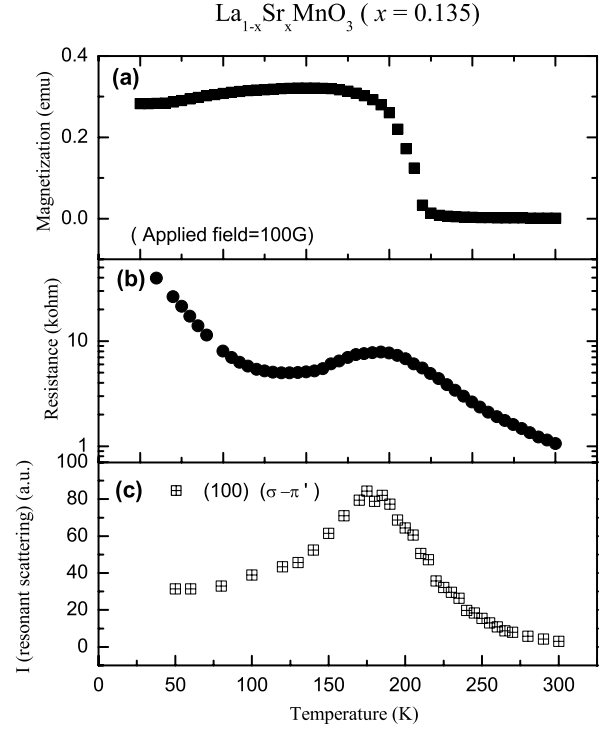 La1-xSrxMnO3 ( x = 0.135)
0.4
(a)
0.2
0.0
Magnetization (emu)
( Applied field=100G)
(b)
10
1
Resistance (kohm)
100
(c) (100) (σ−π')
80
60
40
20
0
I (resonant scattering) (a.u.)
0 50 100 150 200 250 300
Temperature (K)